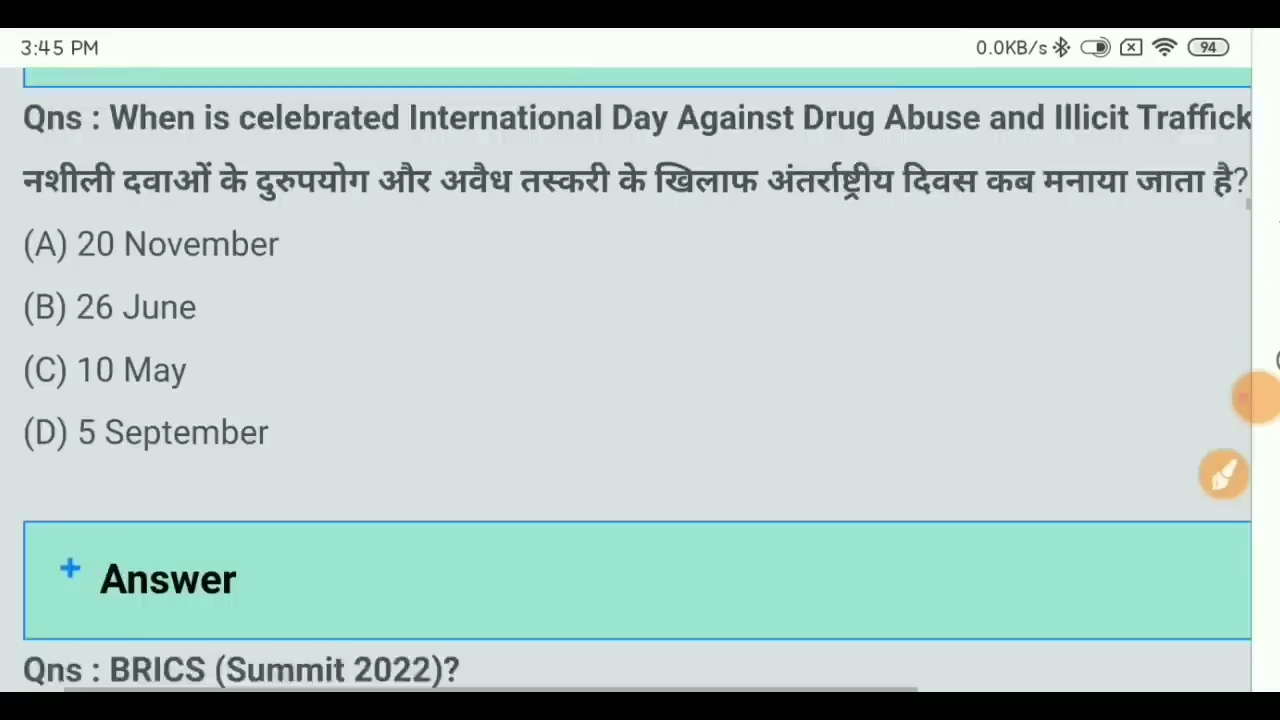 3:45 PM
0.0KB/s
94
Qns : When is celebrated International Day Against Drug Abuse and Illicit Traffick
नशीली दवाओं के दुरुपयोग और अवैध तस्करी के खिलाफ अंतर्राष्ट्रीय दिवस कब मनाया जाता है?
(A) 20 November
(B) 26 June
(C) 10 May
(D) 5 September
+ Answer
Qns : BRICS (Summit 2022)?